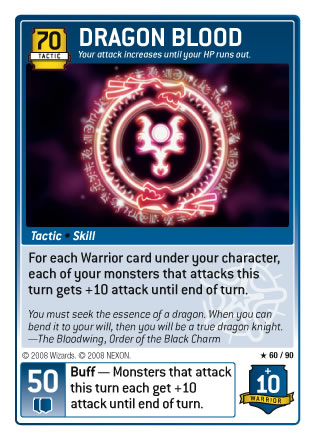 70
TACTIC
DRAGON BLOOD
Your attack increases until your HP runs out.
Tactic • Skill
For each Warrior card under your character,
each of your monsters that attacks this
turn gets +10 attack until end of turn.
You must seek the essence of a dragon. When you can
bend it to your will, then you will be a true dragon knight.
—The Bloodwing, Order of the Black Charm
© 2008 Wizards. © 2008 NEXON.
★ 60 / 90
50
Buff — Monsters that attack
this turn each get +10
attack until end of turn.
+
10
WARRIOR